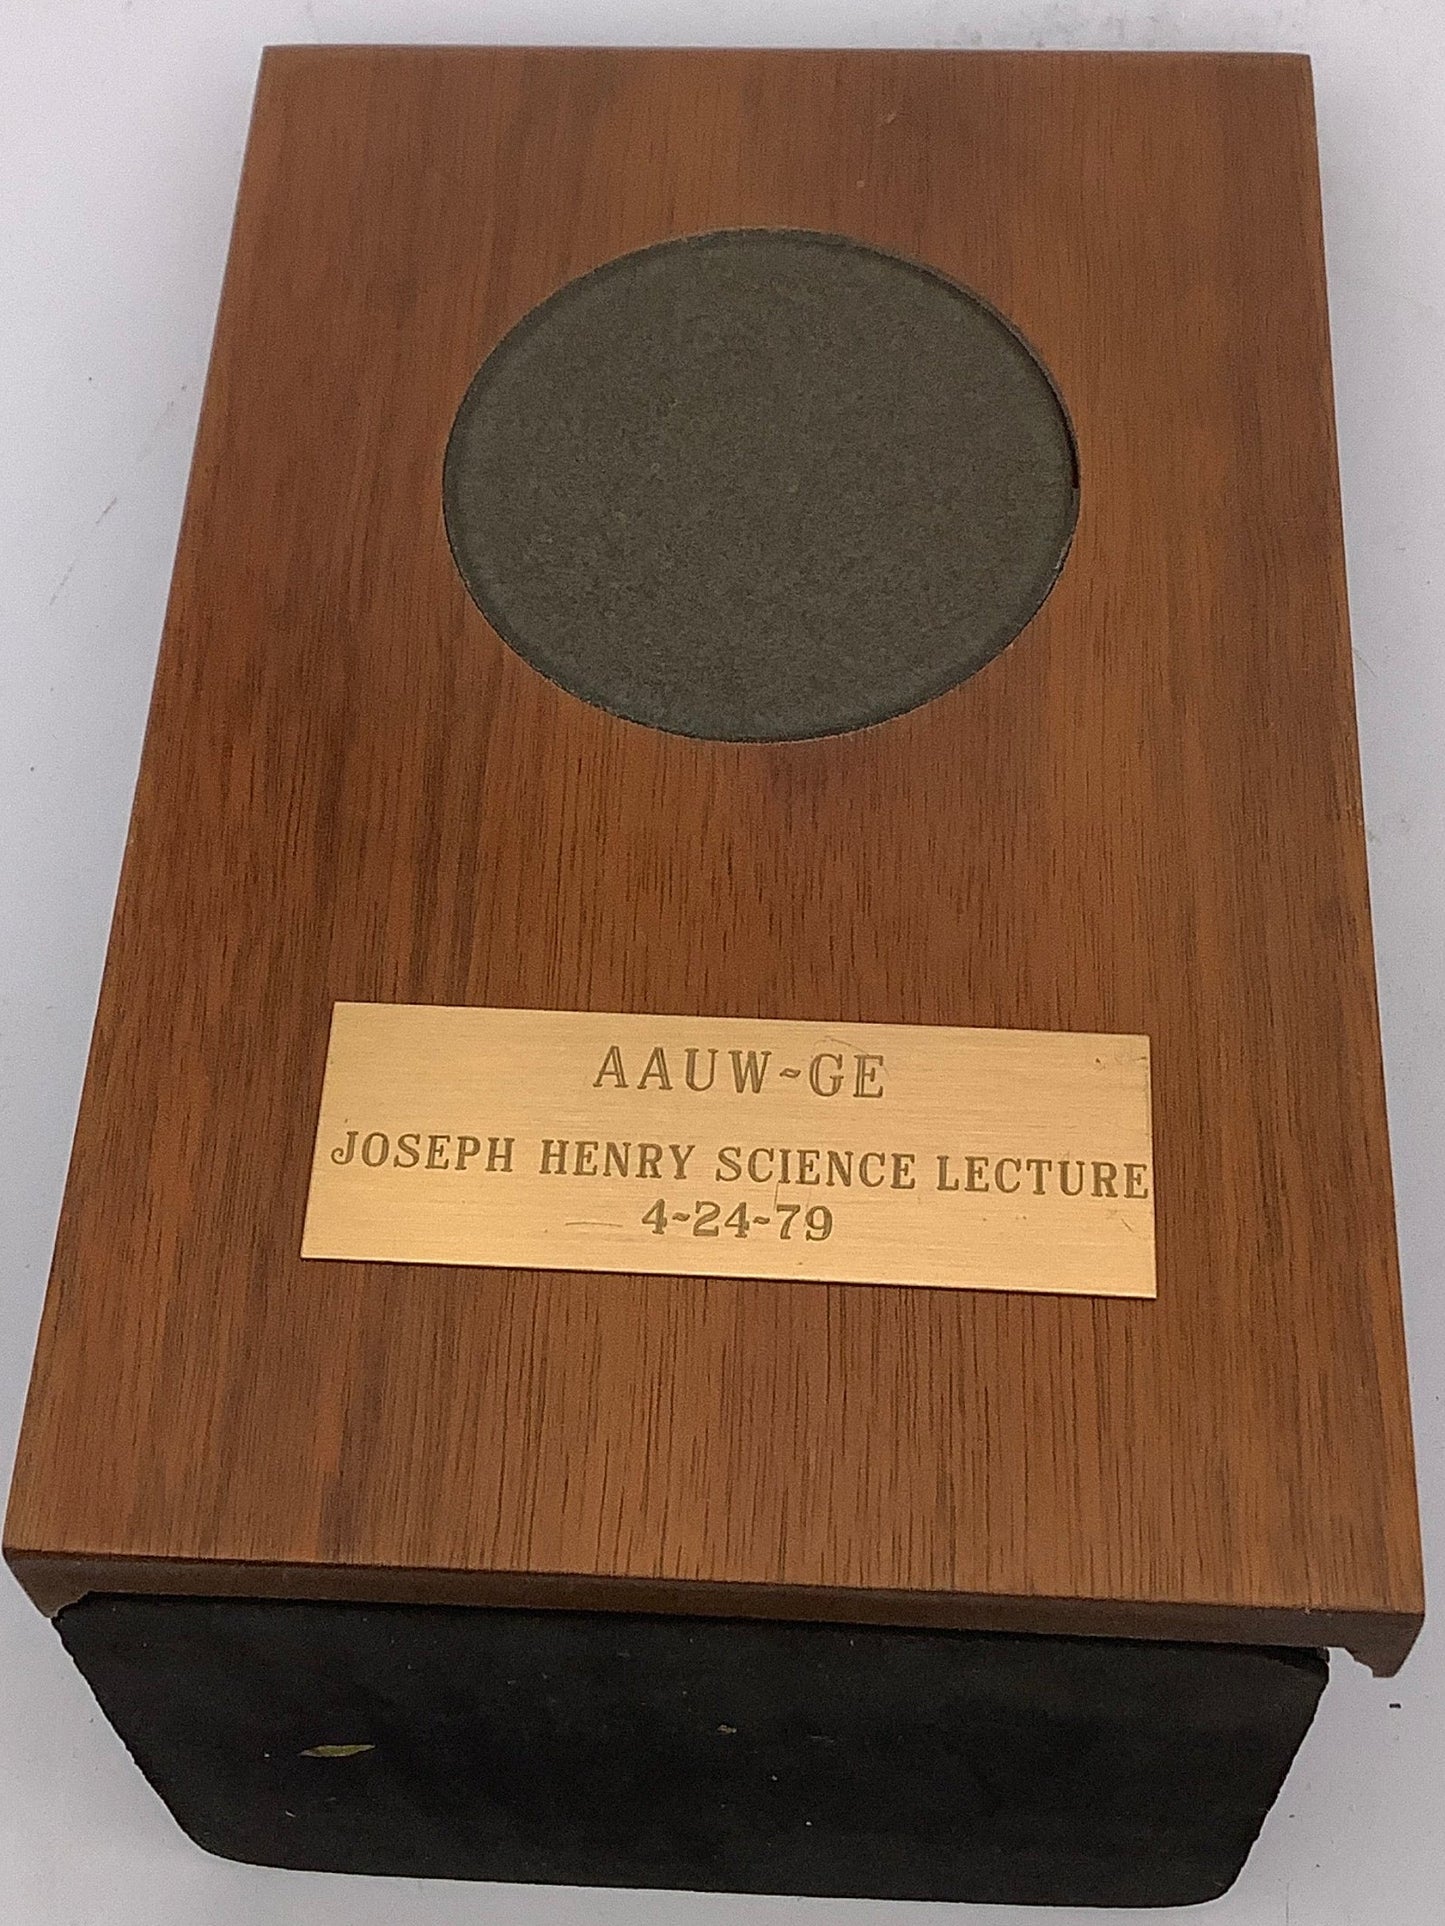 AAUW-GE
JOSEPH HENRY SCIENCE LECTURE
4-24-79